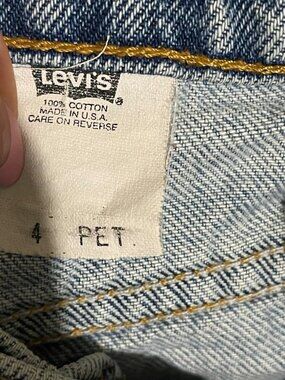 Levi's
®
100% COTTON
MADE IN U.S.A.
CARE ON REVERSE
4 PET.